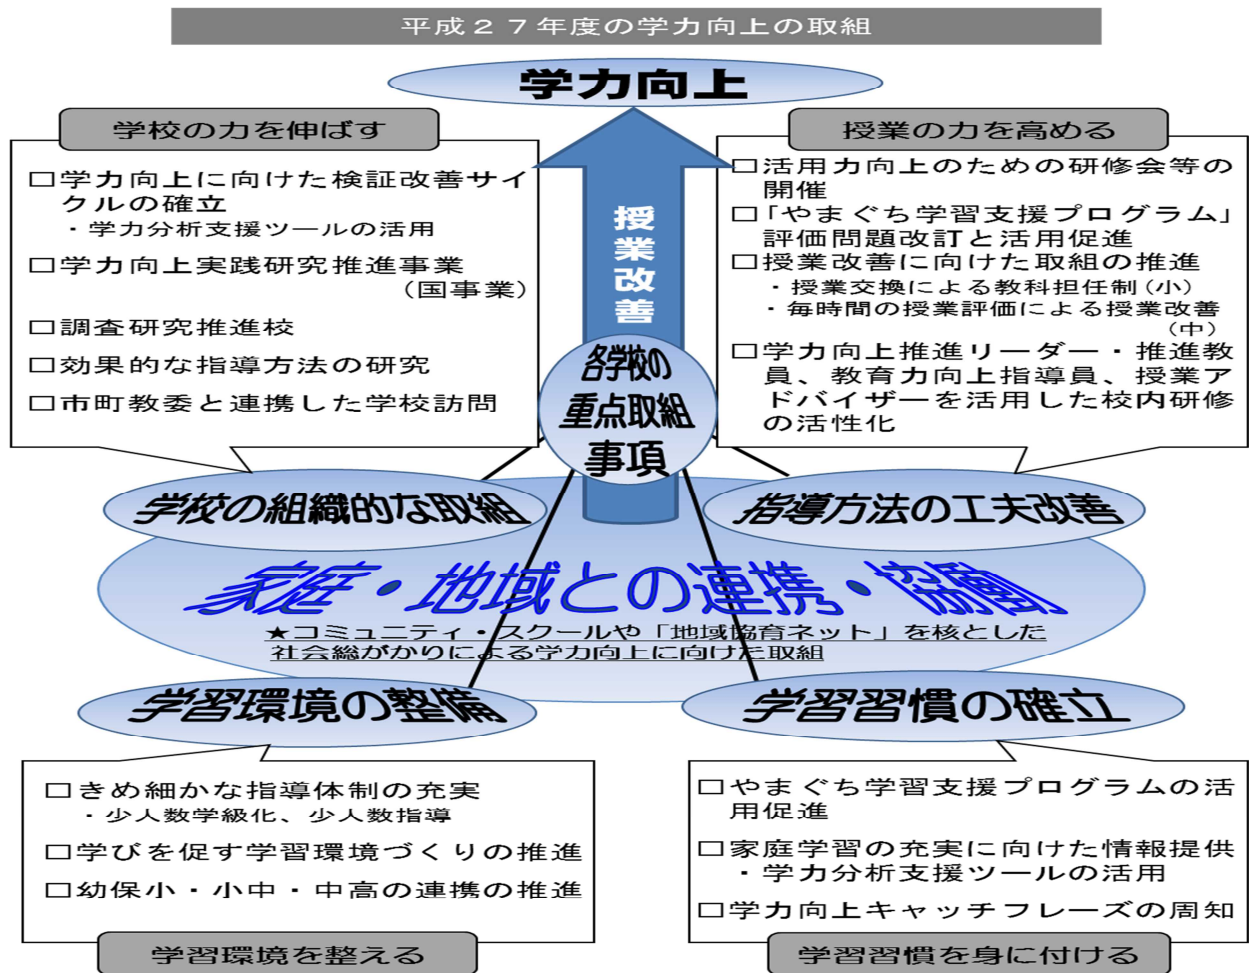 平成２７年度の学力向上の取組
学力向上
学校の力を伸ばす
□学力向上に向けた検証改善サイ
クルの確立
・学力分析支援ツールの活用
□学力向上実践研究推進事業
（国事業）
□調査研究推進校
□効果的な指導方法の研究
□市町教委と連携した学校訪問
授業の力を高める
□活用力向上のための研修会等の
開催
□「やまぐち学習支援プログラム」
評価問題改訂と活用促進
□授業改善に向けた取組の推進
・授業交換による教科担任制（小）
・毎時間の授業評価による授業改善
（中）
□学力向上推進リーダー・推進教
員、教育力向上指導員、授業ア
ドバイザーを活用した校内研修
の活性化
授業改善
各学校の
重点取組
事項
学校の組織的な取組
指導方法の工夫改善
家庭・地域との連携・協働
★コミュニティ・スクールや「地域協育ネット」を核とした
社会総がかりによる学力向上に向けた取組
学習環境の整備
学習習慣の確立
□きめ細かな指導体制の充実
・少人数学級化、少人数指導
□学びを促す学習環境づくりの推進
□幼保小・小中・中高の連携の推進
学習環境を整える
□やまぐち学習支援プログラムの活
用促進
□家庭学習の充実に向けた情報提供
・学力分析支援ツールの活用
□学力向上キャッチフレーズの周知
学習習慣を身に付ける